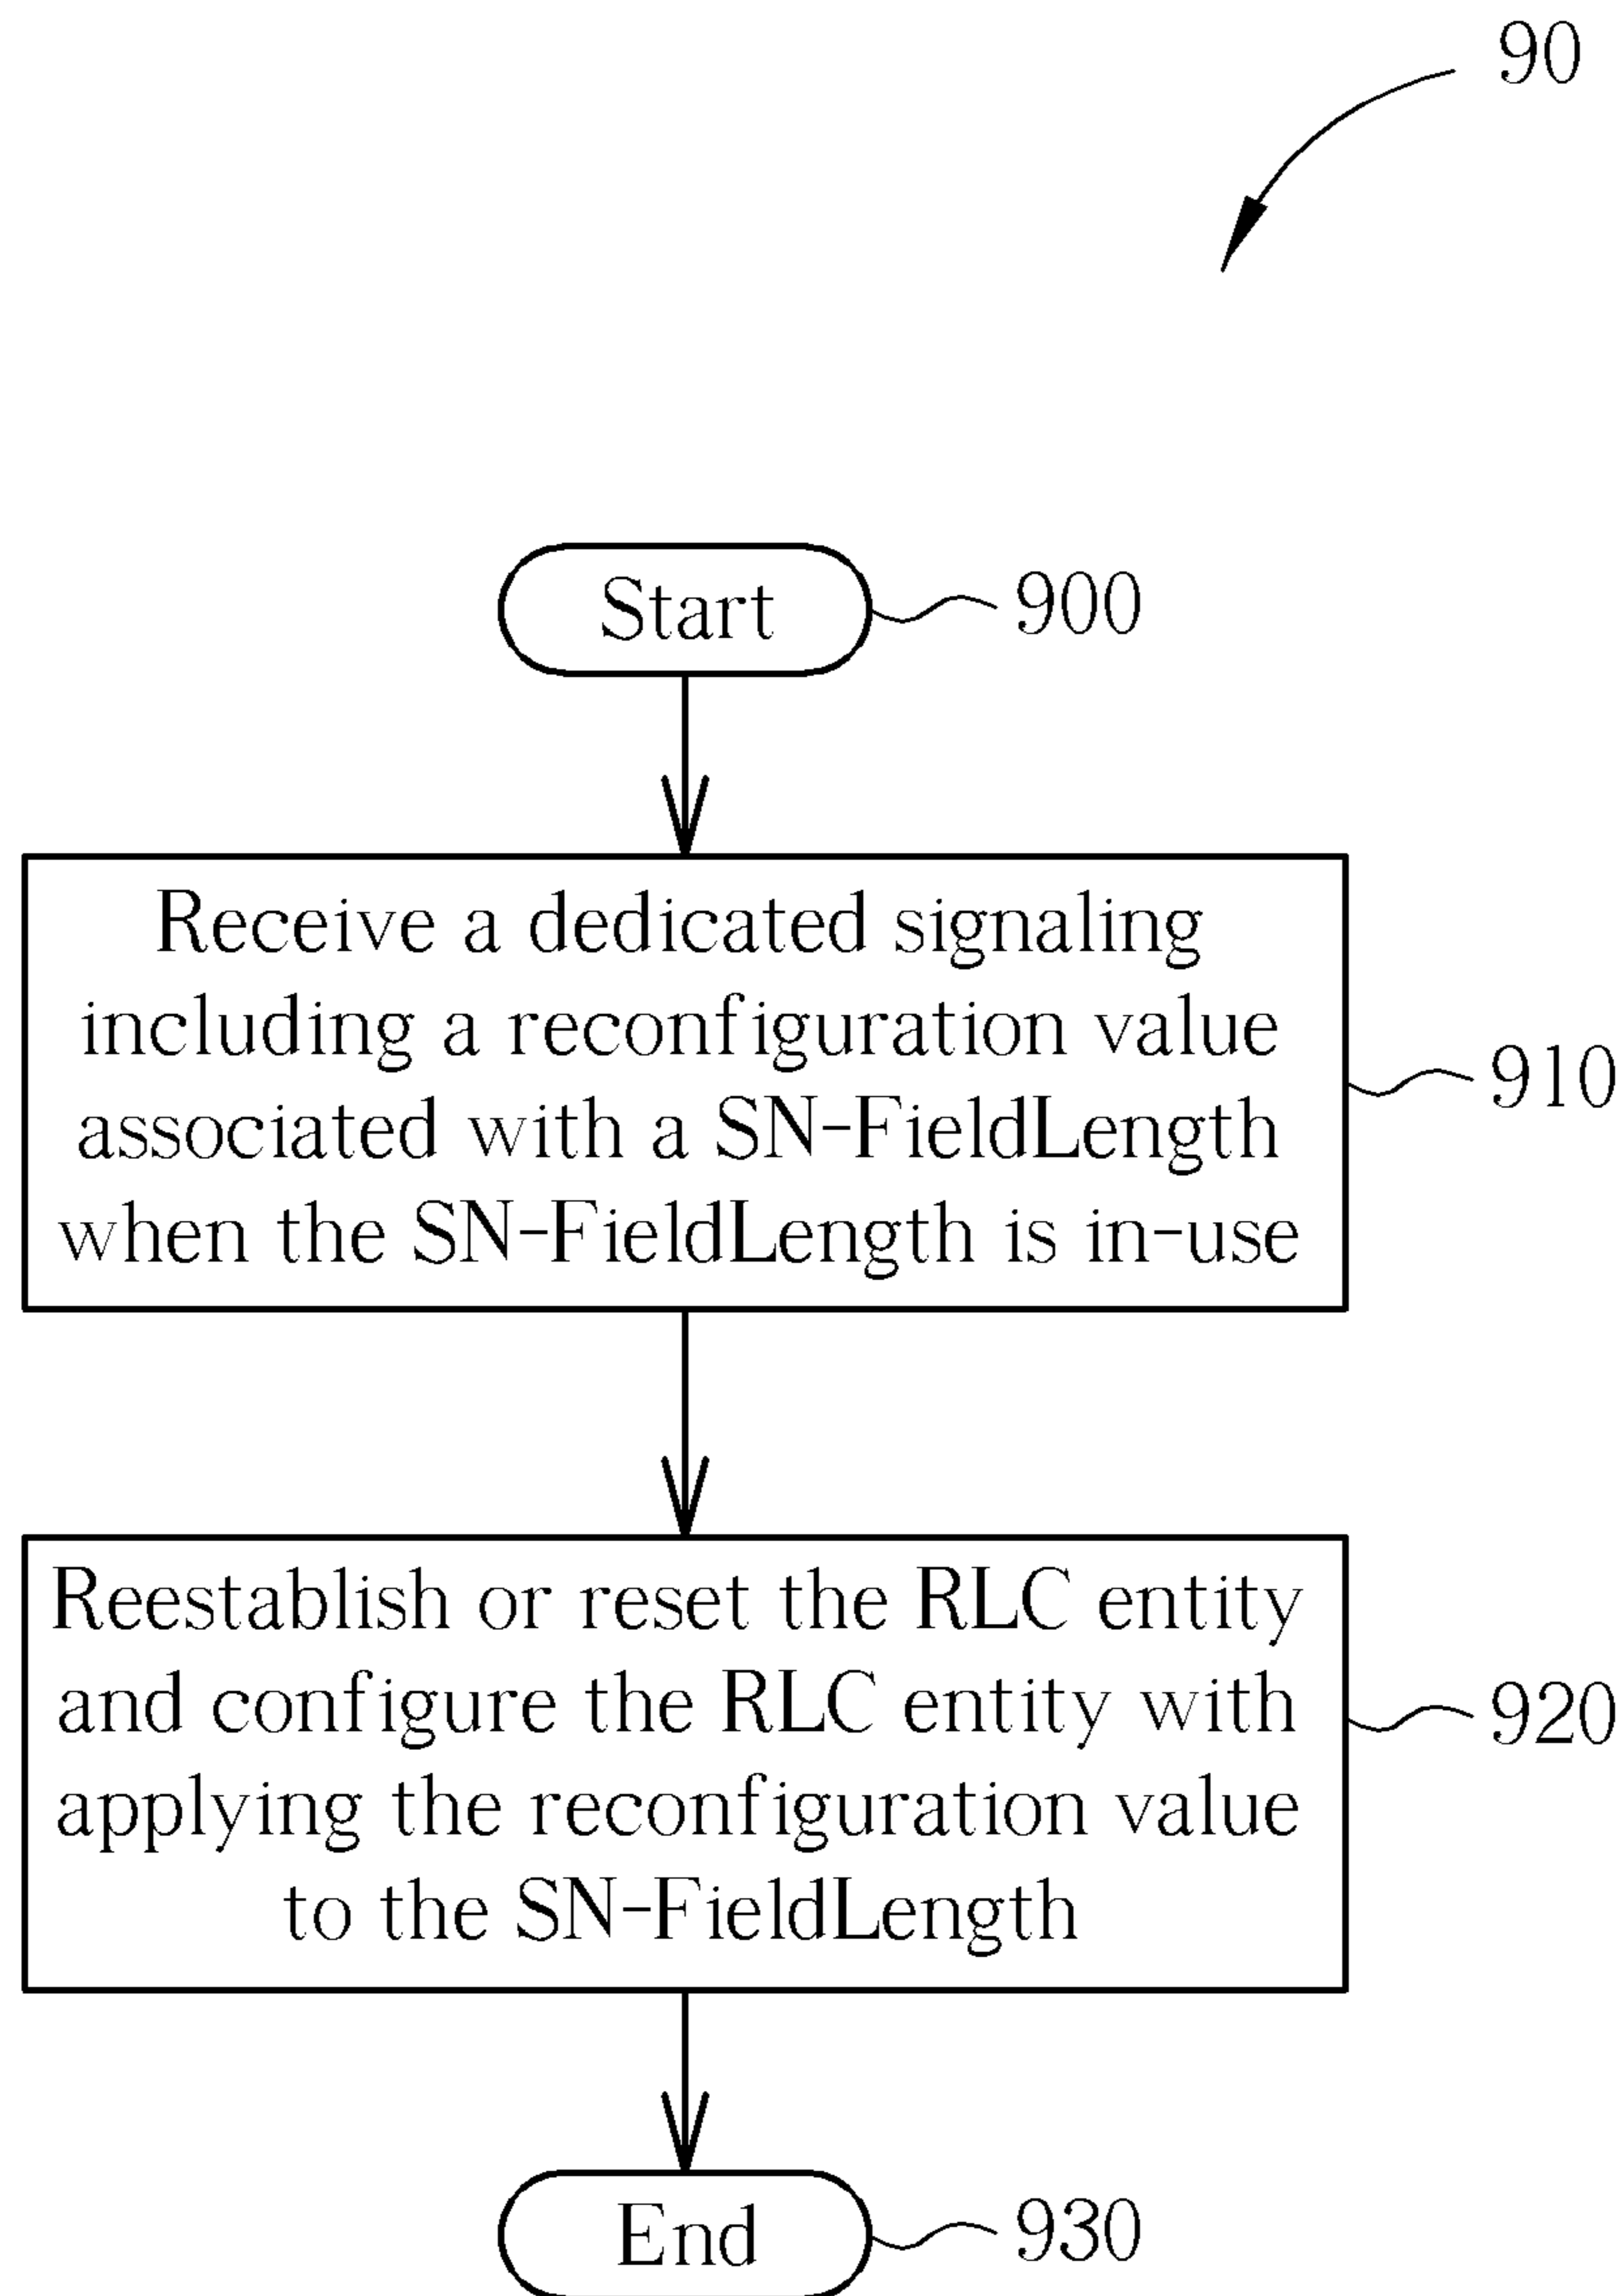 90
Start
900
Receive a dedicated signaling
including a reconfiguration value
associated with a SN-FieldLength
when the SN-FieldLength is in-use
910
Reestablish or reset the RLC entity
and configure the RLC entity with
applying the reconfiguration value
to the SN-FieldLength
920
End
930